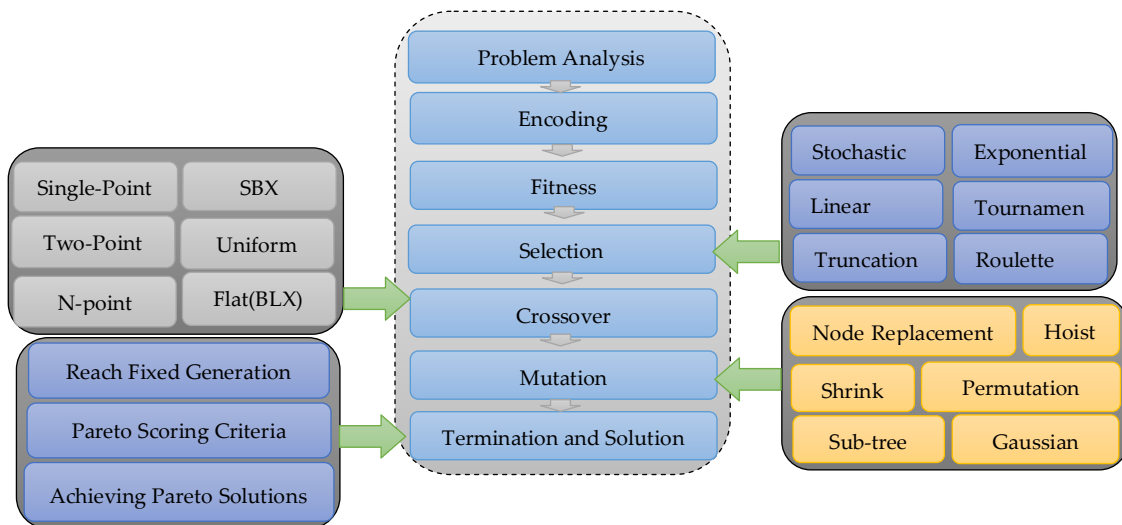 Problem Analysis
Encoding
Fitness
Selection
Crossover
Mutation
Termination and Solution
Single-Point
SBX
Two-Point
Uniform
N-point
Flat(BLX)
Reach Fixed Generation
Pareto Scoring Criteria
Achieving Pareto Solutions
Stochastic
Exponential
Linear
Tournamen
Truncation
Roulette
Node Replacement
Hoist
Shrink
Permutation
Sub-tree
Gaussian